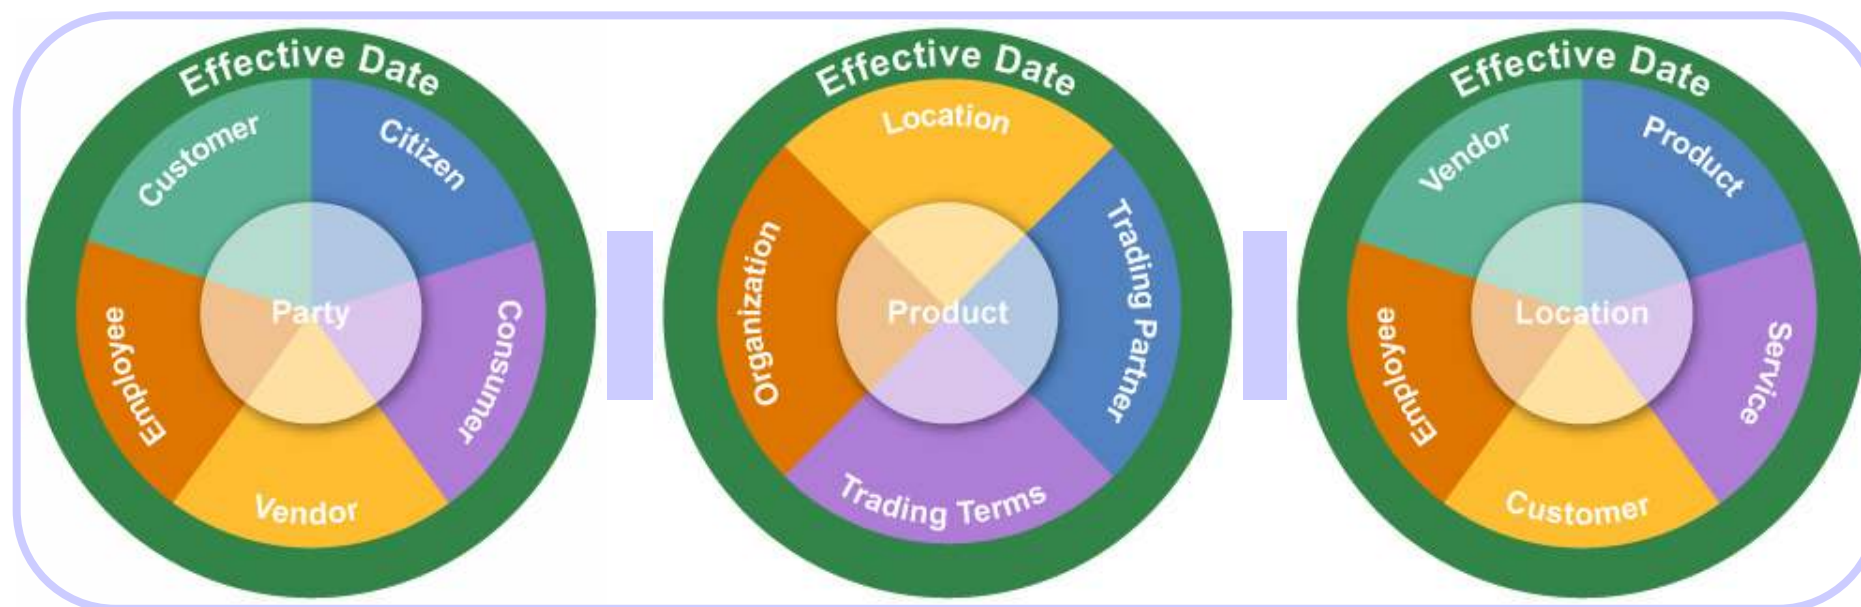 Effective Date
Customer
Citizen
Party
Employee
Consumer
Vendor
Effective Date
Location
Organization
Product
Trading Partner
Trading Terms
Effective Date
Vendor
Product
Location
Employee
Service
Customer